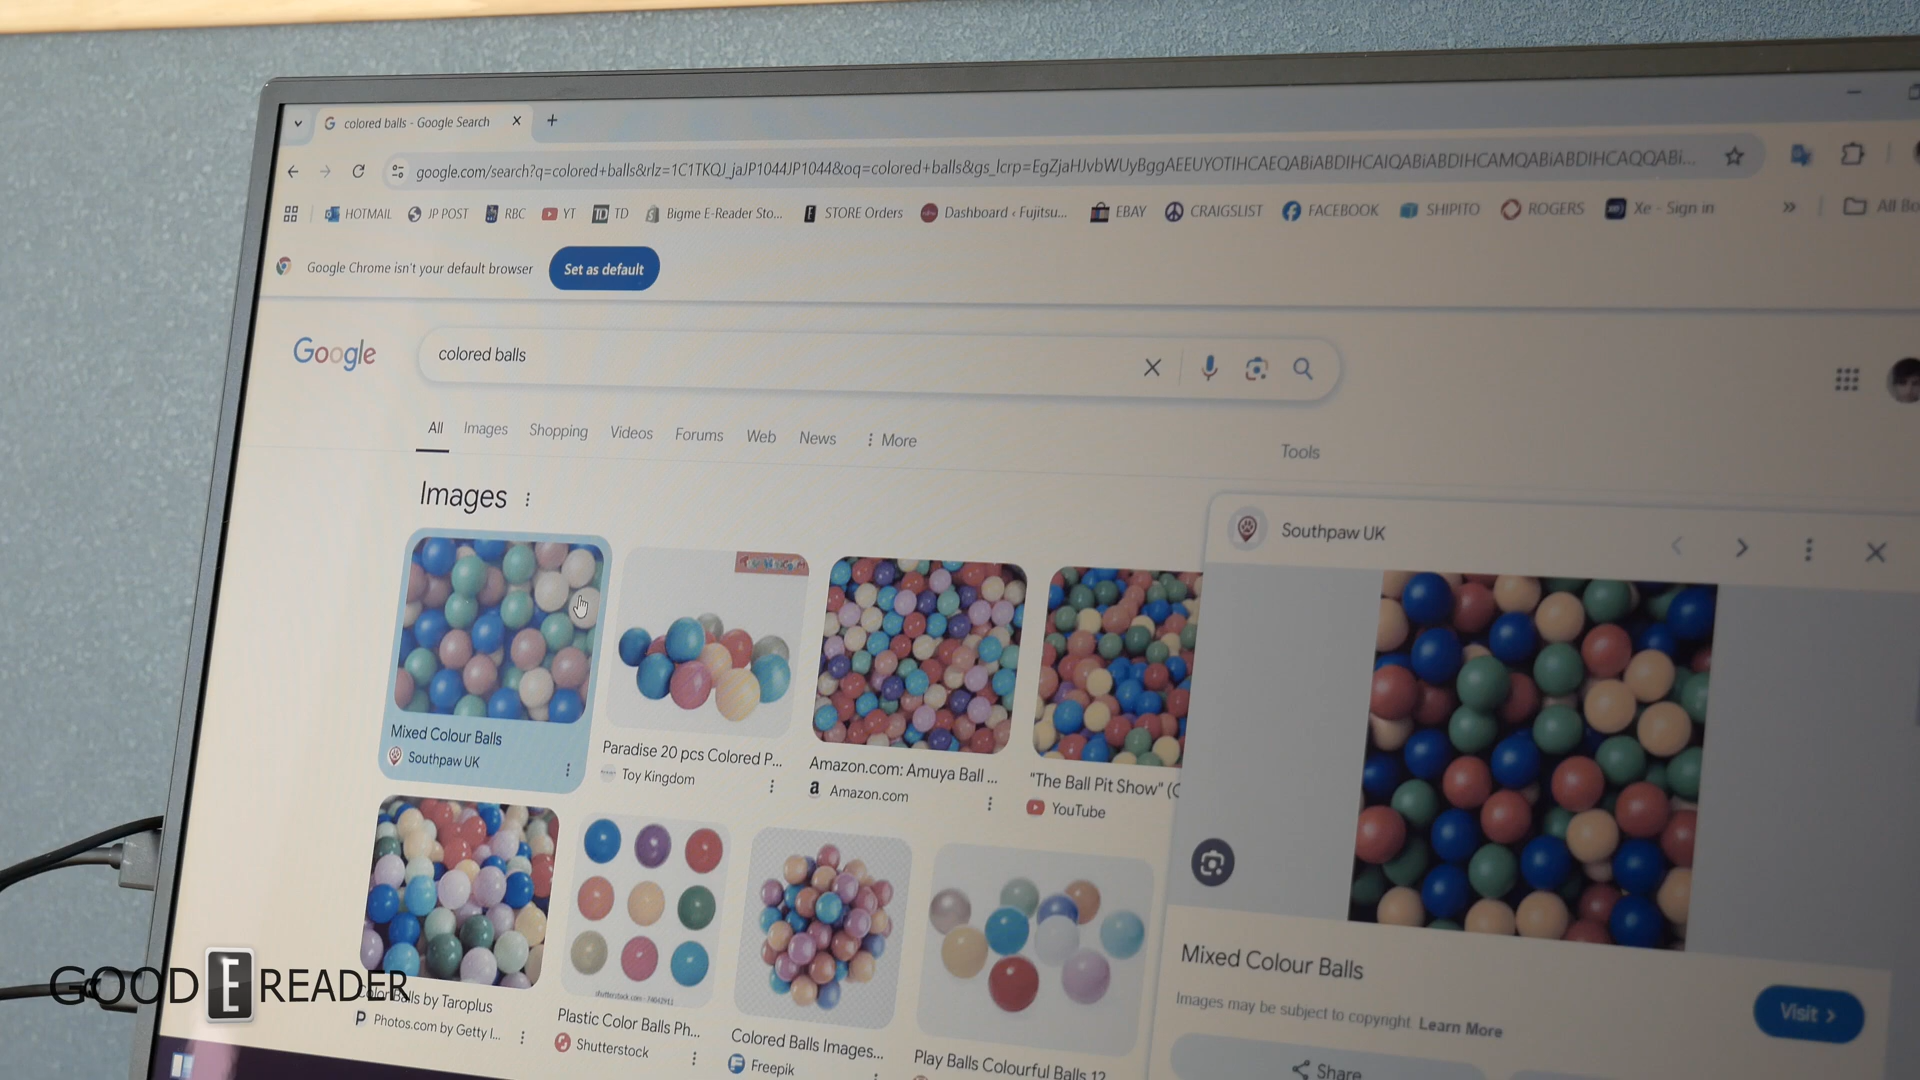 colored balls - Google Search
google.com/search?q=colored+balls&rlz=1C1TKQJ_jaJP1044JP1044&oq=colored+balls&gs_lcrp=EgZjaHJvbWUyBggAEEUYOTIHCAEQABiABDIHCAIQABiABDIHCAMQABiABDIHCAQQABi...
HOTMAIL JP POST RBC YT TD TD Bigme E-Reader Sto... STORE Orders Dashboard ‹ Fujitsu... EBAY CRAIGSLIST FACEBOOK SHIPITO ROGERS Xe - Sign in » All Bo
Google Chrome isn't your default browser Set as default
Google colored balls
All Images Shopping Videos Forums Web News More Tools
Images
Southpaw UK
Mixed Colour Balls
Southpaw UK
Paradise 20 pcs Colored P...
Toy Kingdom
Amazon.com: Amuya Ball ...
a Amazon.com
"The Ball Pit Show" (C
YouTube
Color Balls by Taroplus
P Photos.com by Getty I...
shutterstock.com
Plastic Color Balls Ph...
Shutterstock
Colored Balls Images...
Freepik
Play Balls Colourful Balls 12
Mixed Colour Balls
Images may be subject to copyright. Learn More
Visit >
Share
GOOD E READER